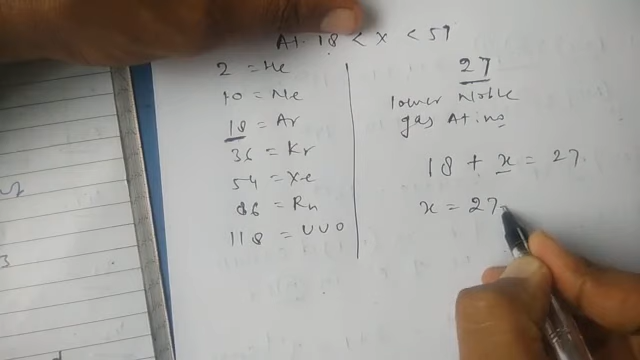 At. 18 < x < 57
2 = He
10 = Ne
18 = Ar
36 = Kr
54 = Xe
86 = Rn
118 = UUO
27
lower Noble
gas At: no
18 + x = 27
x = 27